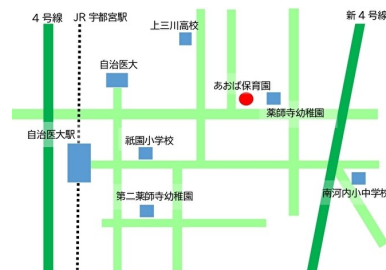 4号線
JR 宇都宮駅
上三川高校
新4号線
自治医大
あおば保育園
薬師寺幼稚園
自治医大駅
祇園小学校
第二薬師寺幼稚園
南河内小中学校